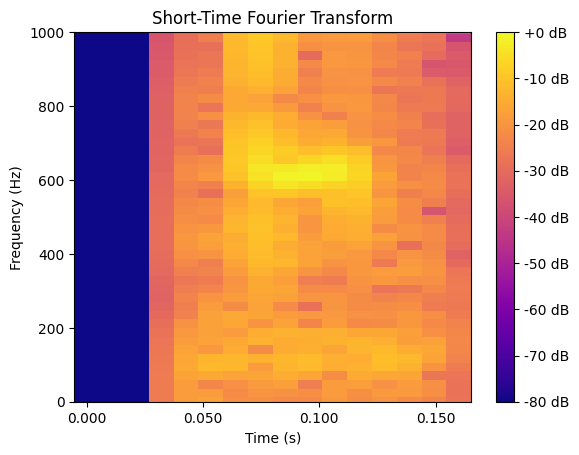 Short-Time Fourier Transform
1000
800
600
400
200
0
Frequency (Hz)
0.000
0.050
0.100
0.150
Time (s)
+0 dB
-10 dB
-20 dB
-30 dB
-40 dB
-50 dB
-60 dB
-70 dB
-80 dB